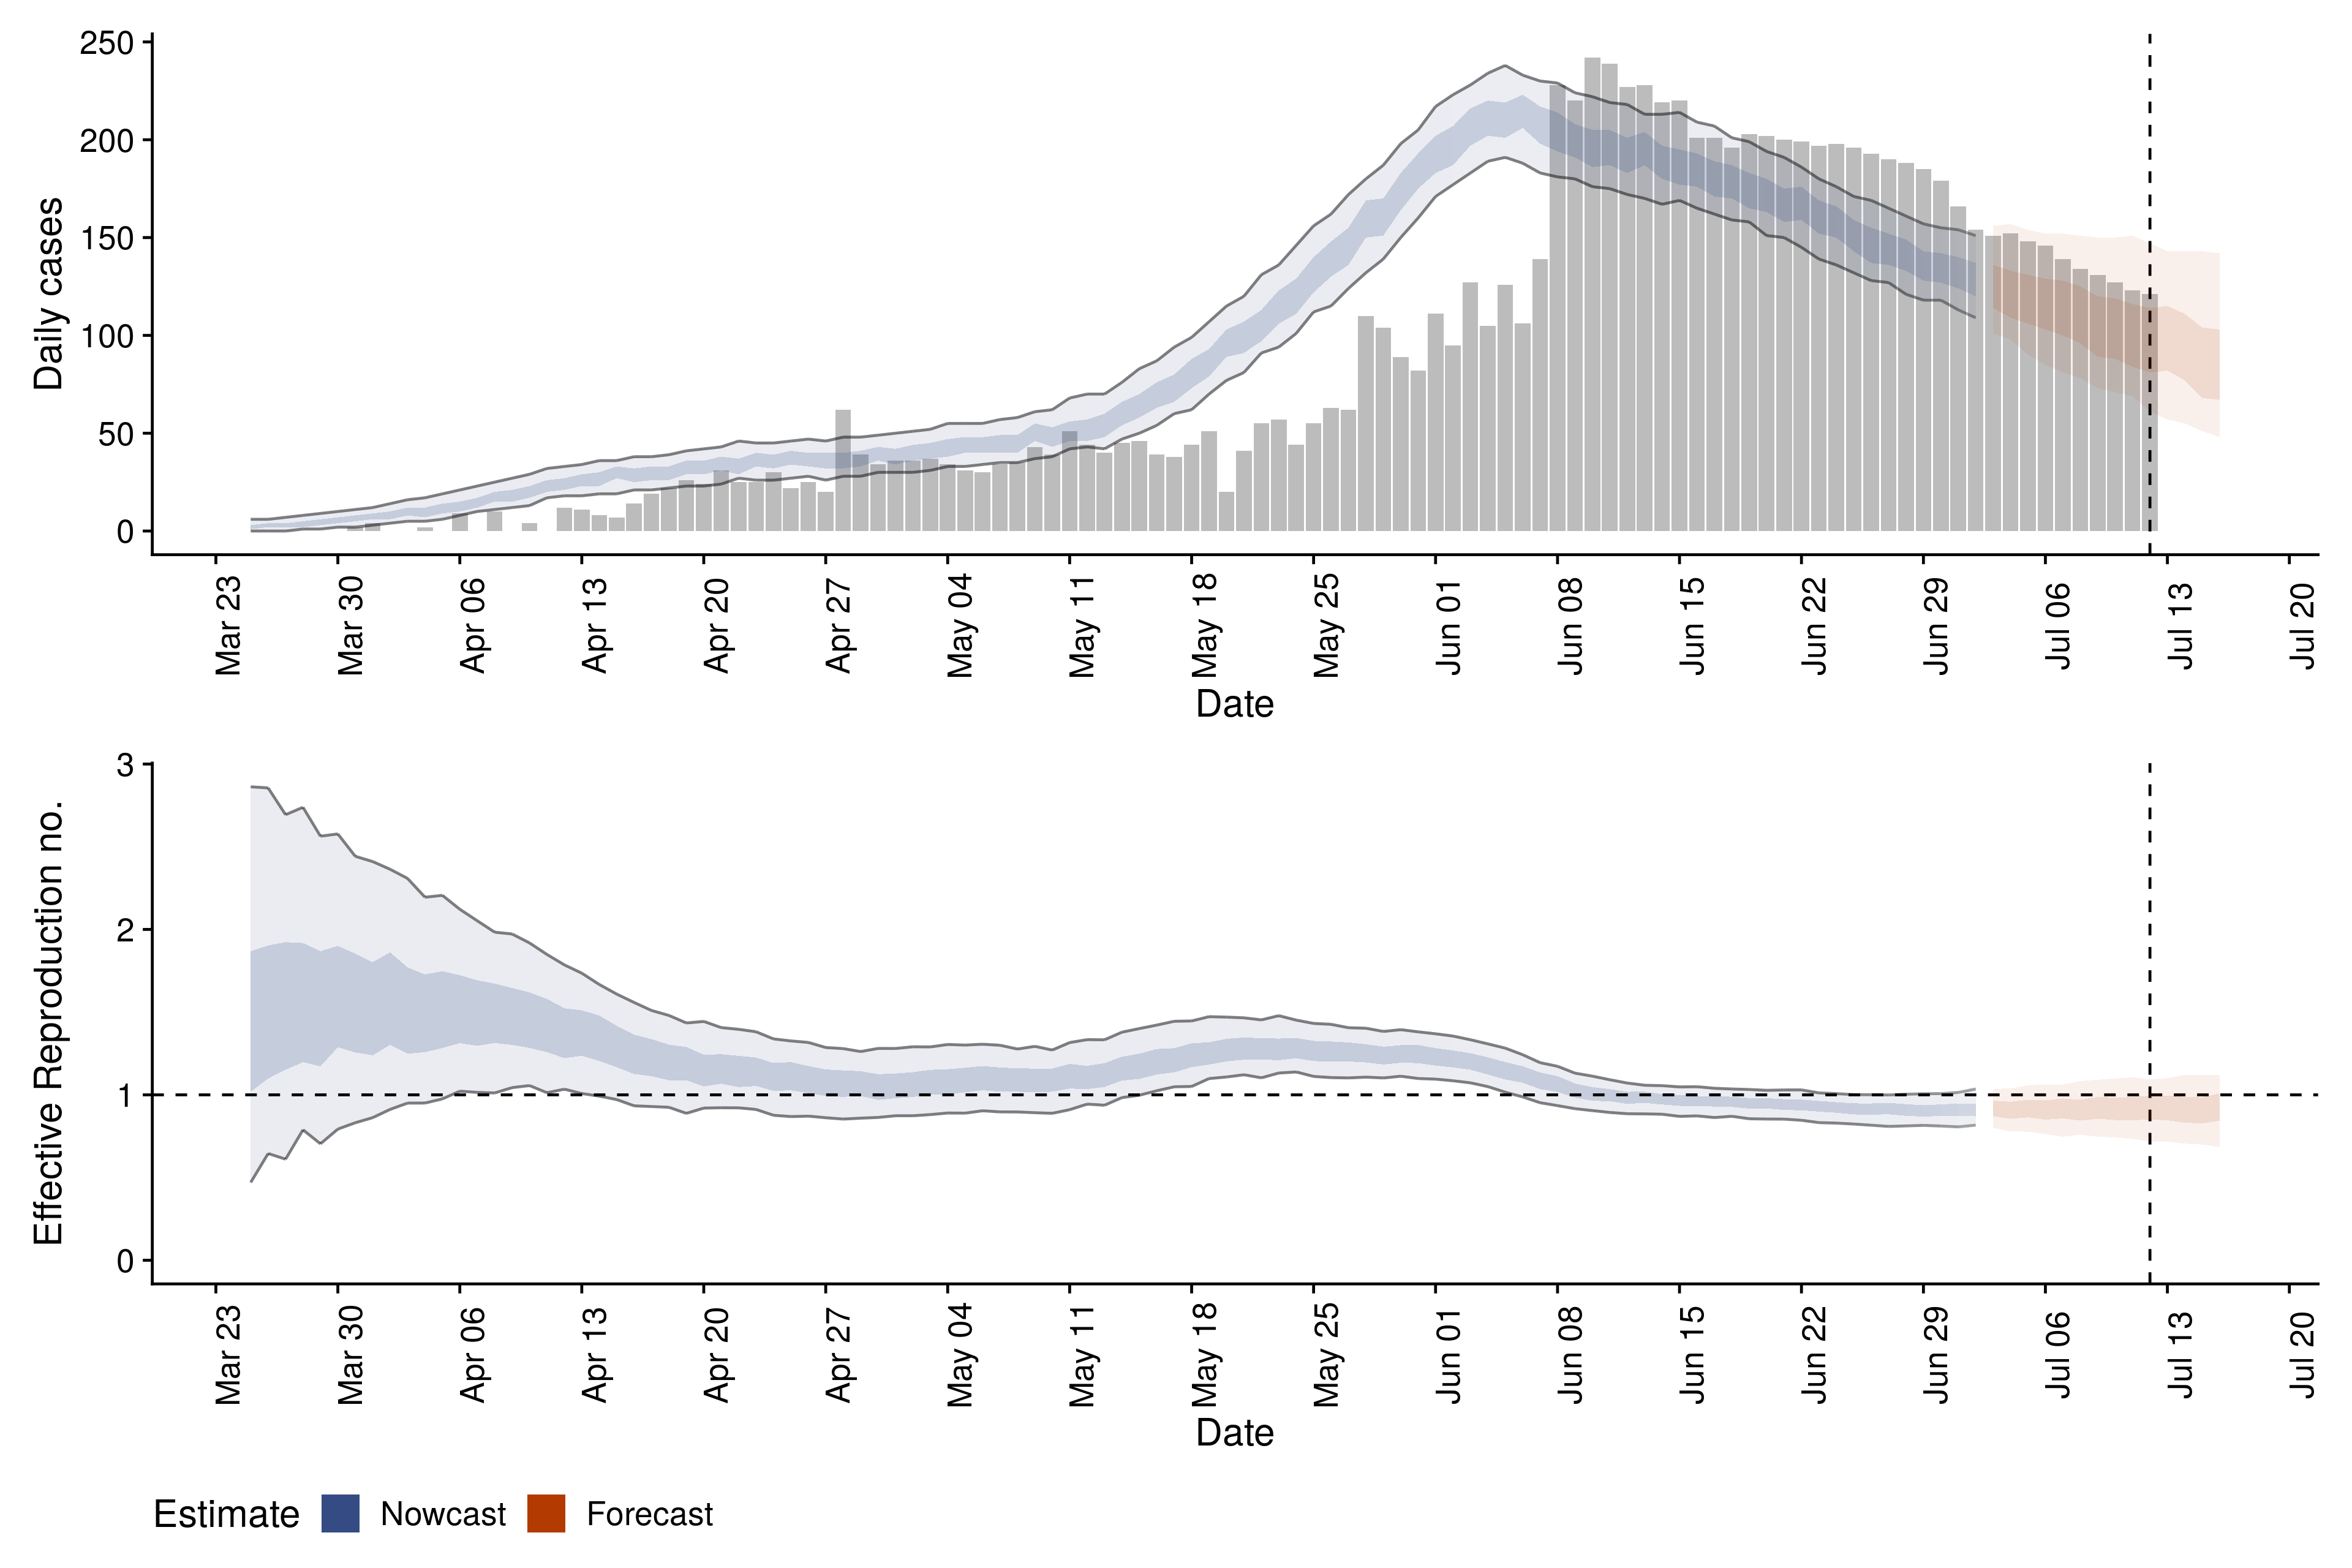 250
200
150
100
50
0
Daily cases
Mar 23 Mar 30 Apr 06 Apr 13 Apr 20 Apr 27 May 04 May 11 May 18 May 25 Jun 01 Jun 08 Jun 15 Jun 22 Jun 29 Jul 06 Jul 13 Jul 20
Date
3
2
1
0
Effective Reproduction no.
Mar 23 Mar 30 Apr 06 Apr 13 Apr 20 Apr 27 May 04 May 11 May 18 May 25 Jun 01 Jun 08 Jun 15 Jun 22 Jun 29 Jul 06 Jul 13 Jul 20
Date
Estimate Nowcast Forecast